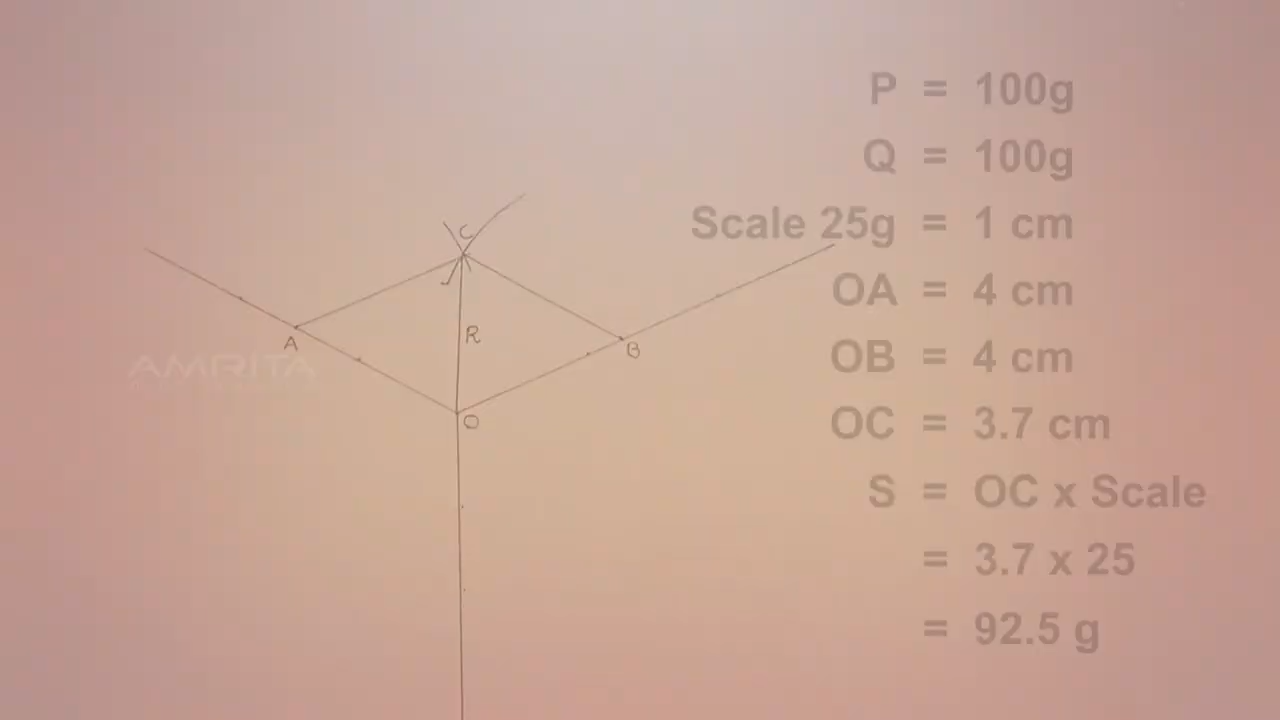 P = 100g
Q = 100g
Scale 25g = 1 cm
OA = 4 cm
OB = 4 cm
OC = 3.7 cm
S = OC x Scale
= 3.7 x 25
= 92.5 g
C
R
A
B
O
AMRITA